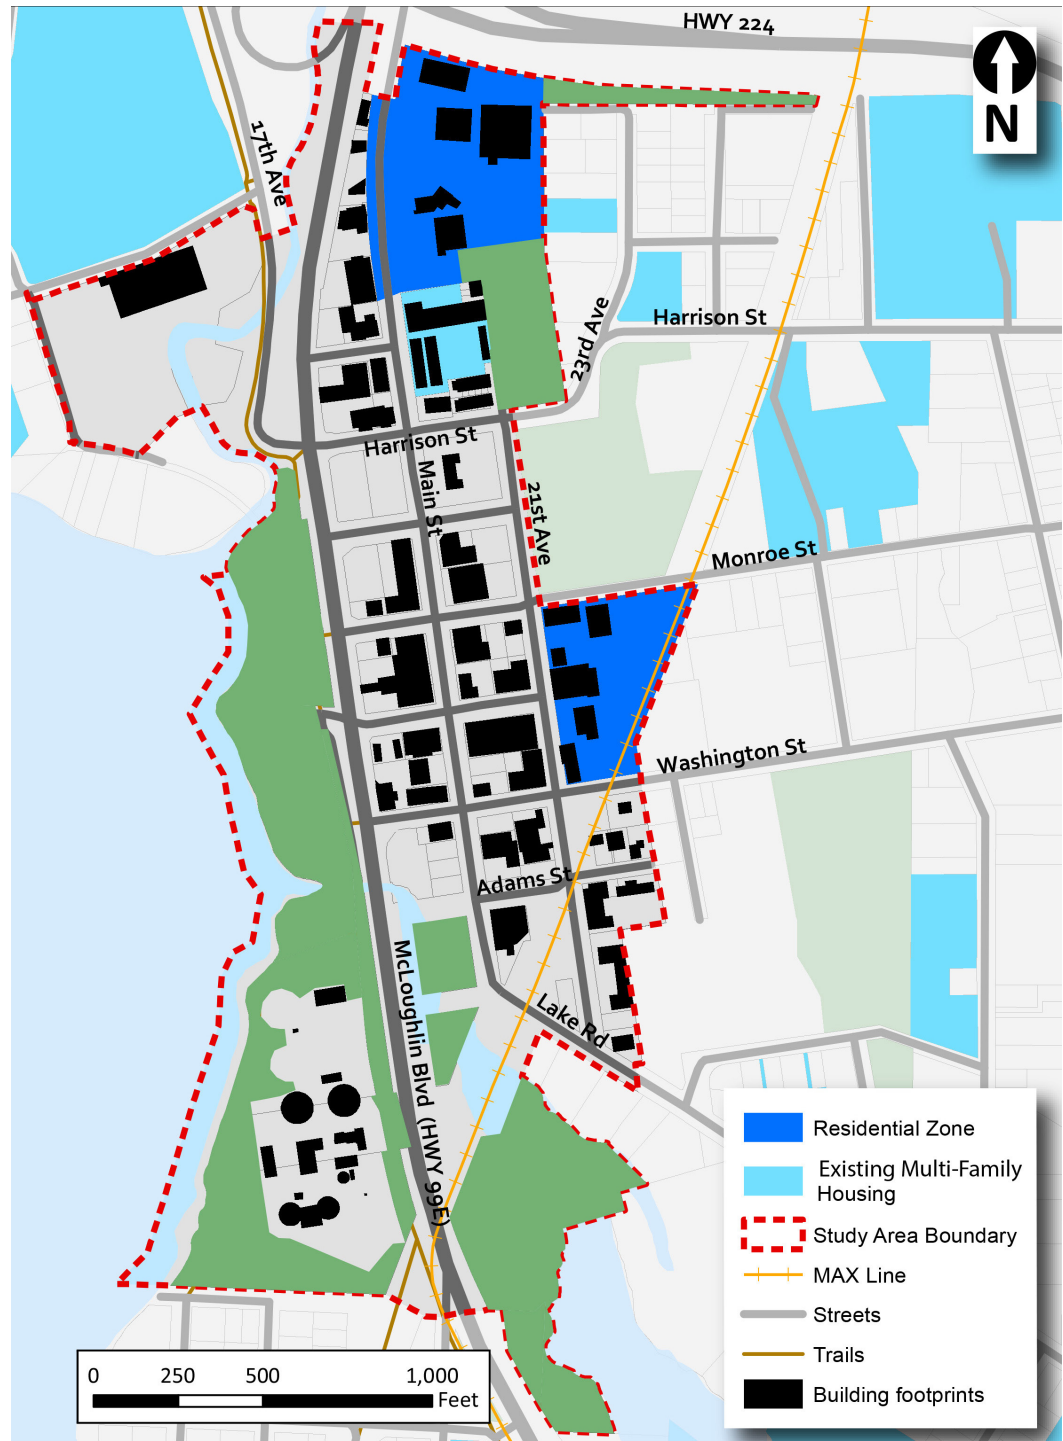 HWY 224
N
17th Ave
Harrison St
23rd Ave
Harrison St
Main St
21st Ave
Monroe St
Washington St
Adams St
McLoughlin Blvd (HWY 99E)
Lake Rd
Residential Zone
Existing Multi-Family
Housing
Study Area Boundary
MAX Line
Streets
Trails
Building footprints
0 250 500 1,000
Feet